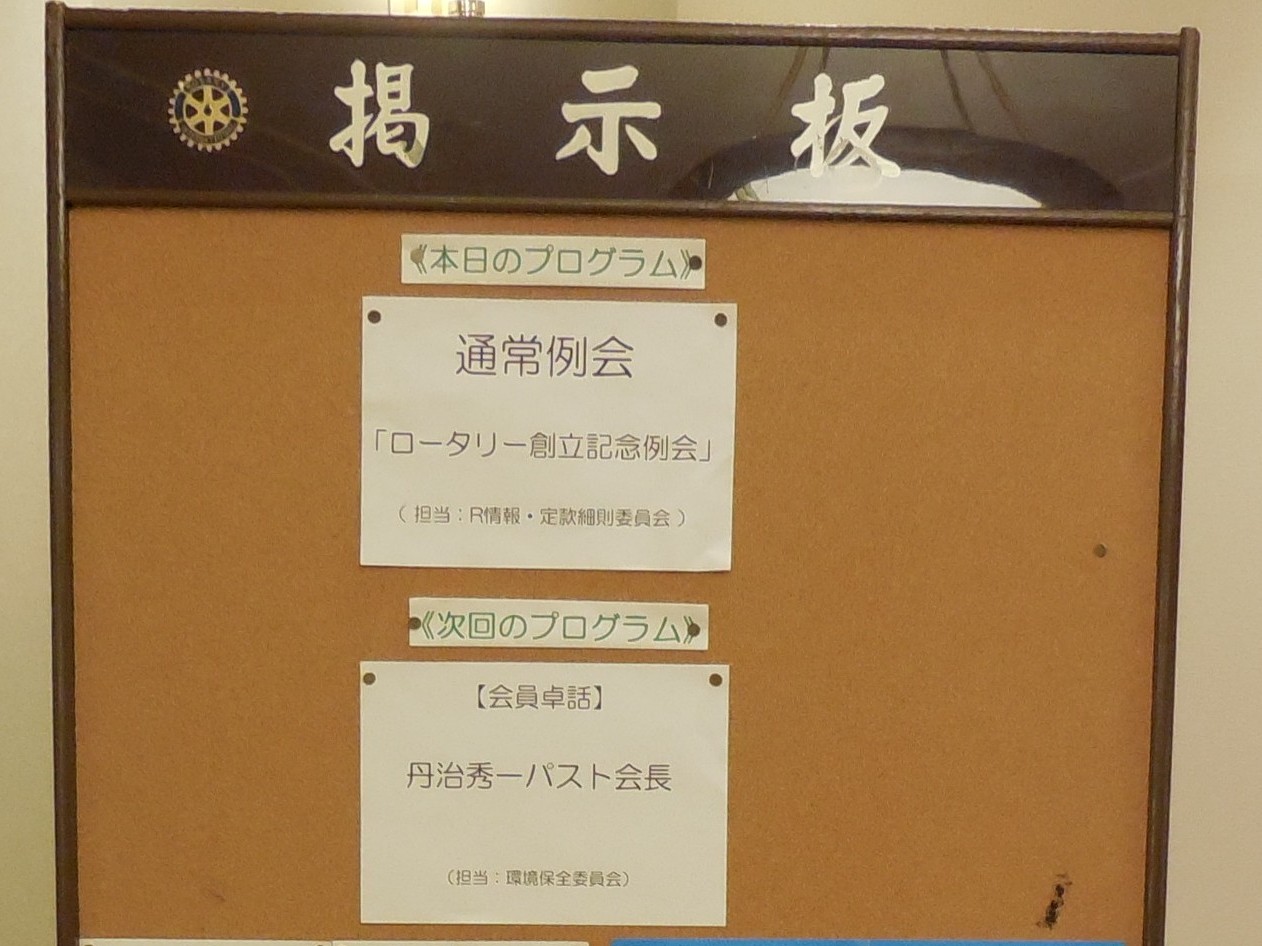 掲示板
《本日のプログラム》
通常例会
「ロータリー創立記念例会」
（担当：R情報・定款細則委員会）
《次回のプログラム》
【会員卓話】
丹治秀一パスト会長
（担当：環境保全委員会）